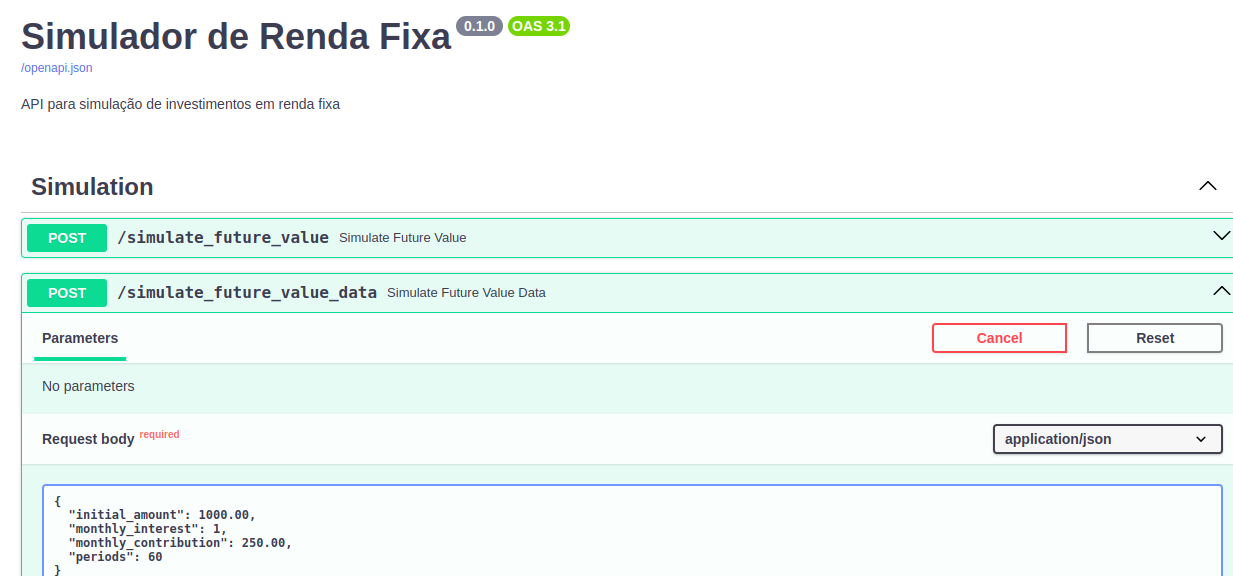 Simulador de Renda Fixa 0.1.0 OAS 3.1
/openapi.json
API para simulação de investimentos em renda fixa
Simulation
POST /simulate_future_value Simulate Future Value
POST /simulate_future_value_data Simulate Future Value Data
Parameters Cancel Reset
No parameters
Request body required application/json
{
  "initial_amount": 1000.00,
  "monthly_interest": 1,
  "monthly_contribution": 250.00,
  "periods": 60
}